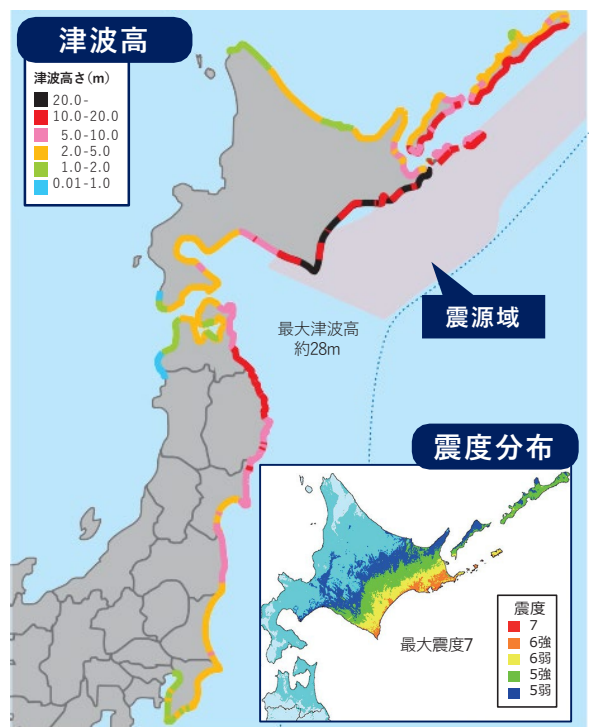 津波高
津波高さ(m)
20.0-
10.0-20.0
5.0-10.0
2.0-5.0
1.0-2.0
0.01-1.0
最大津波高
約28m
震源域
震度分布
最大震度7
震度
7
6強
6弱
5強
5弱